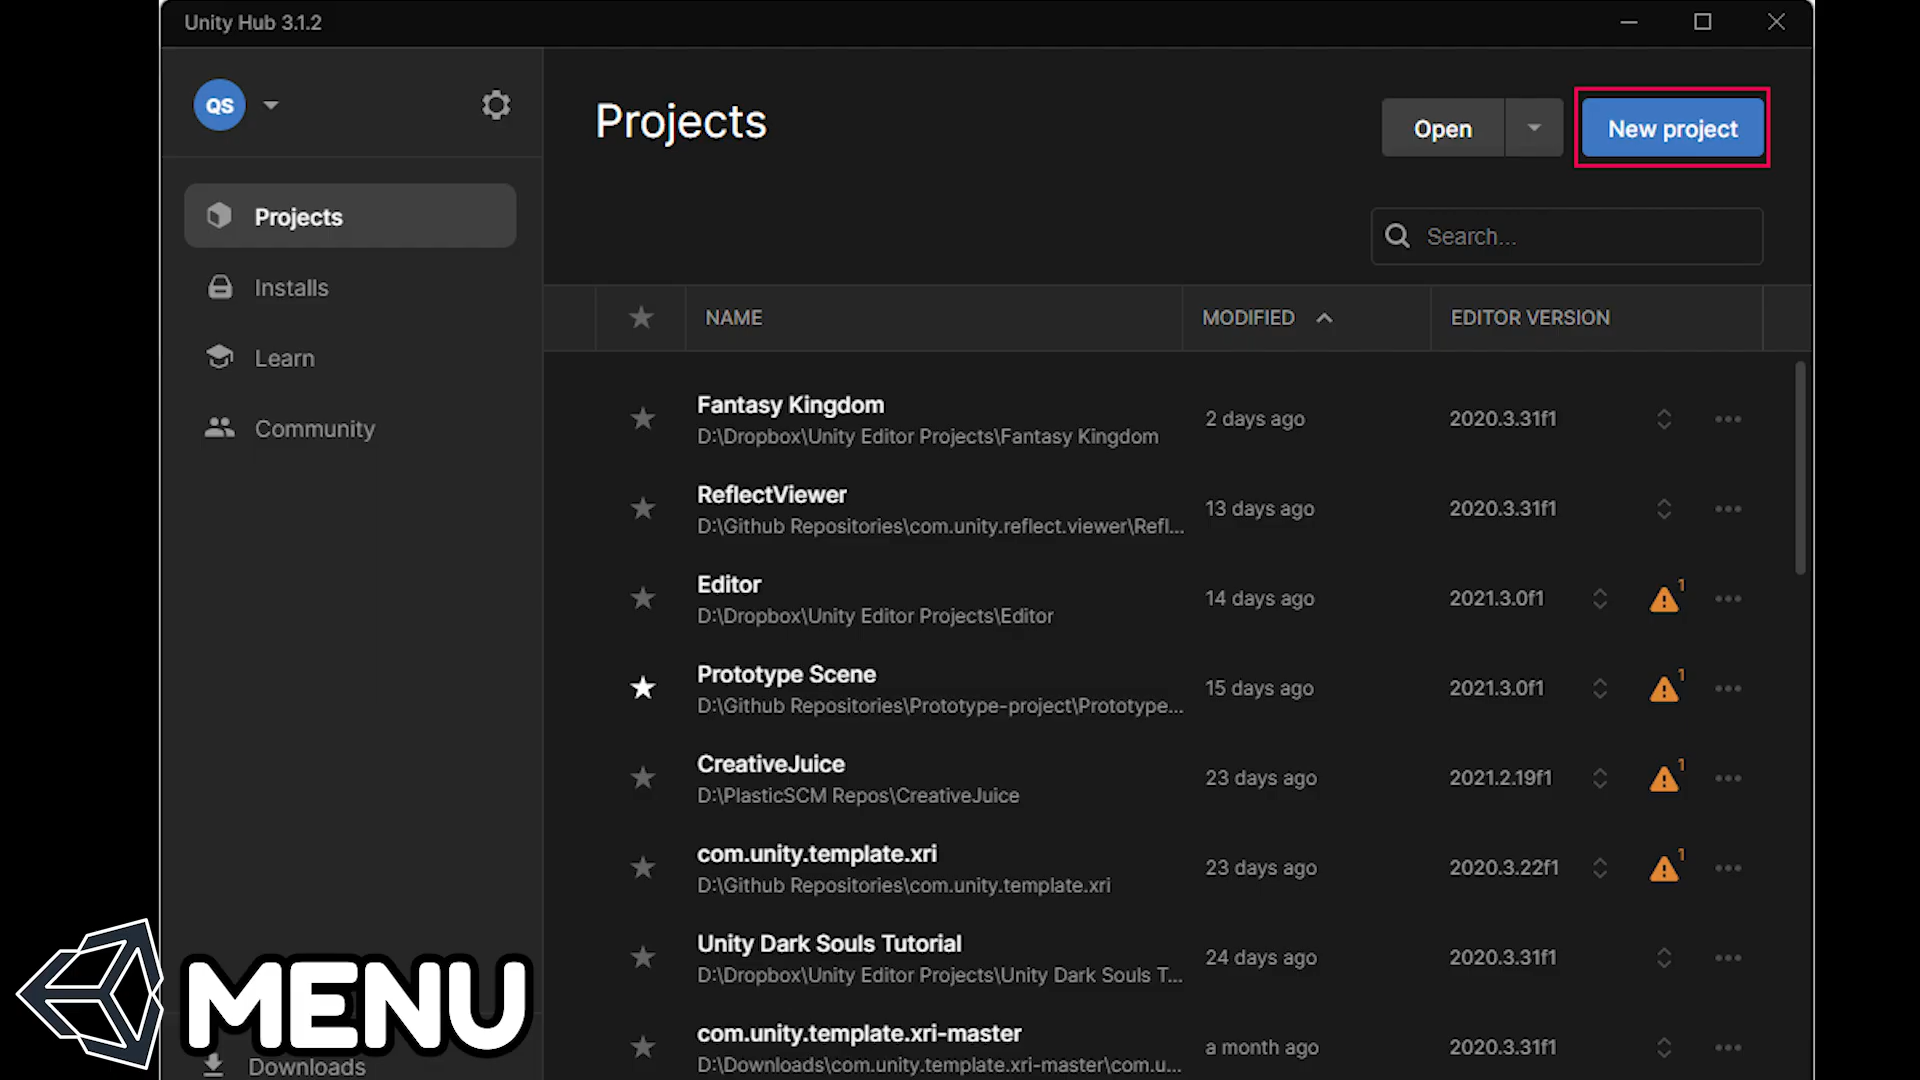 Unity Hub 3.1.2
QS
Projects
Open
New project
Projects
Installs
Learn
Community
Search...
NAME
MODIFIED
EDITOR VERSION
Fantasy Kingdom
D:\Dropbox\Unity Editor Projects\Fantasy Kingdom
2 days ago
2020.3.31f1
ReflectViewer
D:\Github Repositories\com.unity.reflect.viewer\Refl...
13 days ago
2020.3.31f1
Editor
D:\Dropbox\Unity Editor Projects\Editor
14 days ago
2021.3.0f1
1
Prototype Scene
D:\Github Repositories\Prototype-project\Prototype...
15 days ago
2021.3.0f1
1
CreativeJuice
D:\PlasticSCM Repos\CreativeJuice
23 days ago
2021.2.19f1
1
com.unity.template.xri
D:\Github Repositories\com.unity.template.xri
23 days ago
2020.3.22f1
1
Unity Dark Souls Tutorial
D:\Dropbox\Unity Editor Projects\Unity Dark Souls T...
24 days ago
2020.3.31f1
com.unity.template.xri-master
D:\Downloads\com.unity.template.xri-master\com.u...
a month ago
2020.3.31f1
MENU
Downloads